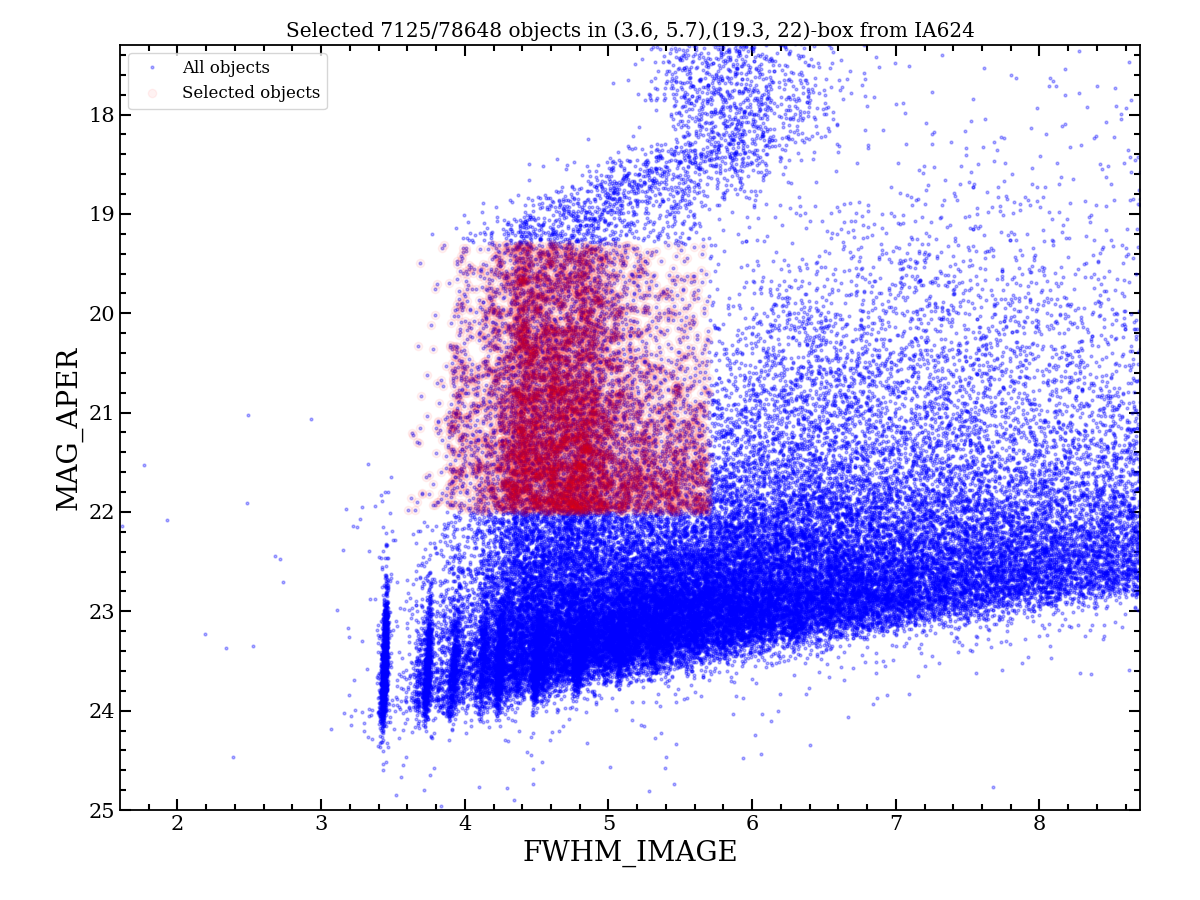 Selected 7125/78648 objects in (3.6, 5.7),(19.3, 22)-box from IA624
All objects
Selected objects
18
19
20
21
22
23
24
25
MAG_APER
2 3 4 5 6 7 8
FWHM_IMAGE